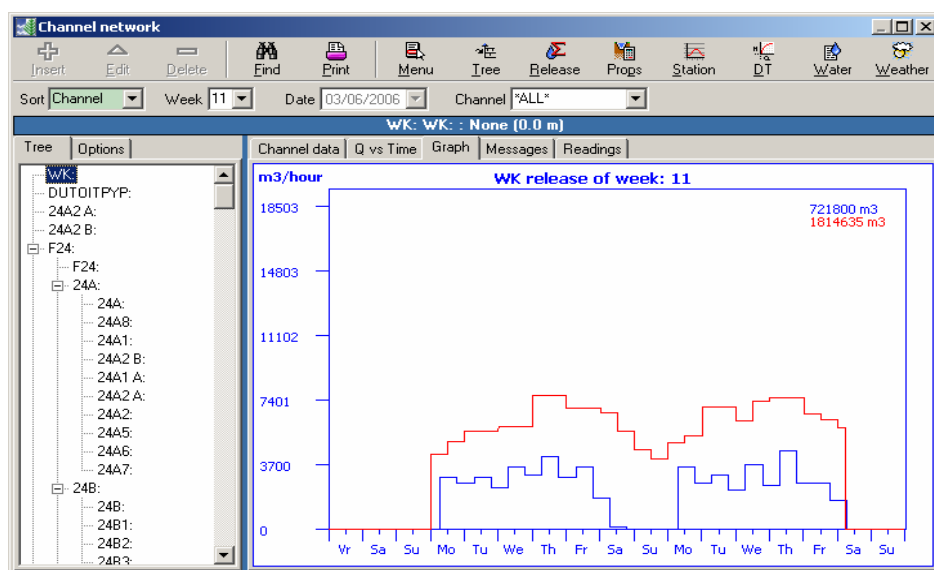 Channel network
Insert Edit Delete Find Print Menu Tree Release Props Station DT Water Weather
Sort Channel Week 11 Date 03/06/2006 Channel *ALL*
WK: WK: : None (0.0 m)
Tree Options
Channel data Q vs Time Graph Messages Readings
WK:
DUTOITPYP:
24A2 A:
24A2 B:
F24:
F24:
24A:
24A:
24A8:
24A1:
24A2 B:
24A1 A:
24A2 A:
24A2:
24A5:
24A6:
24A7:
24B:
24B:
24B1:
24B2:
24B3:
m3/hour
WK release of week: 11
721800 m3
1814635 m3
18503
14803
11102
7401
3700
0
Vr Sa Su Mo Tu We Th Fr Sa Su Mo Tu We Th Fr Sa Su